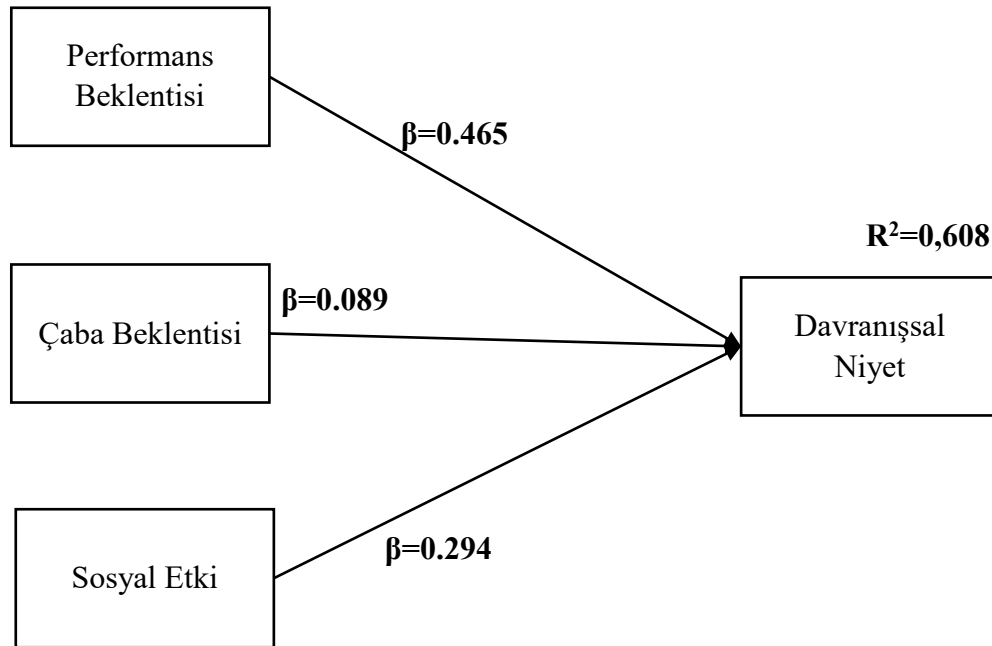 Performans
Beklentisi
β=0.465
R²=0,608
Çaba Beklentisi
β=0.089
Davranışsal
Niyet
β=0.294
Sosyal Etki